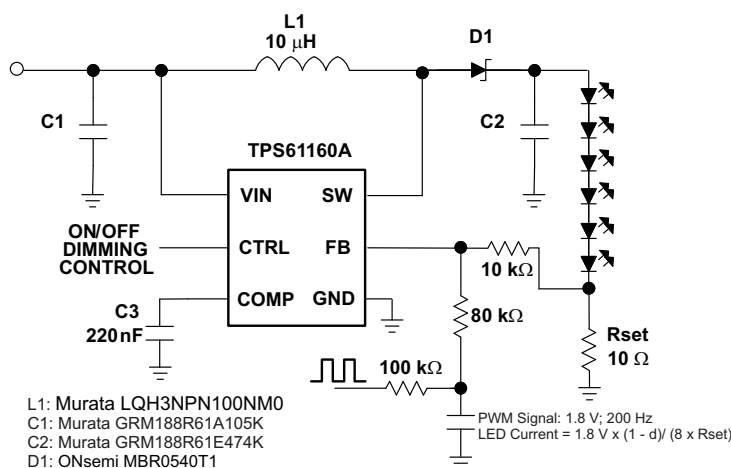 L1
10 μH
D1
C1
C2
TPS61160A
VIN
SW
ON/OFF
DIMMING
CONTROL
CTRL
FB
10 kΩ
COMP
GND
C3
220 nF
80 kΩ
Rset
10 Ω
100 kΩ
L1: Murata LQH3NPN100NM0
C1: Murata GRM188R61A105K
C2: Murata GRM188R61E474K
D1: ONsemi MBR0540T1
PWM Signal: 1.8 V; 200 Hz
LED Current = 1.8 V x (1 - d)/ (8 x Rset)